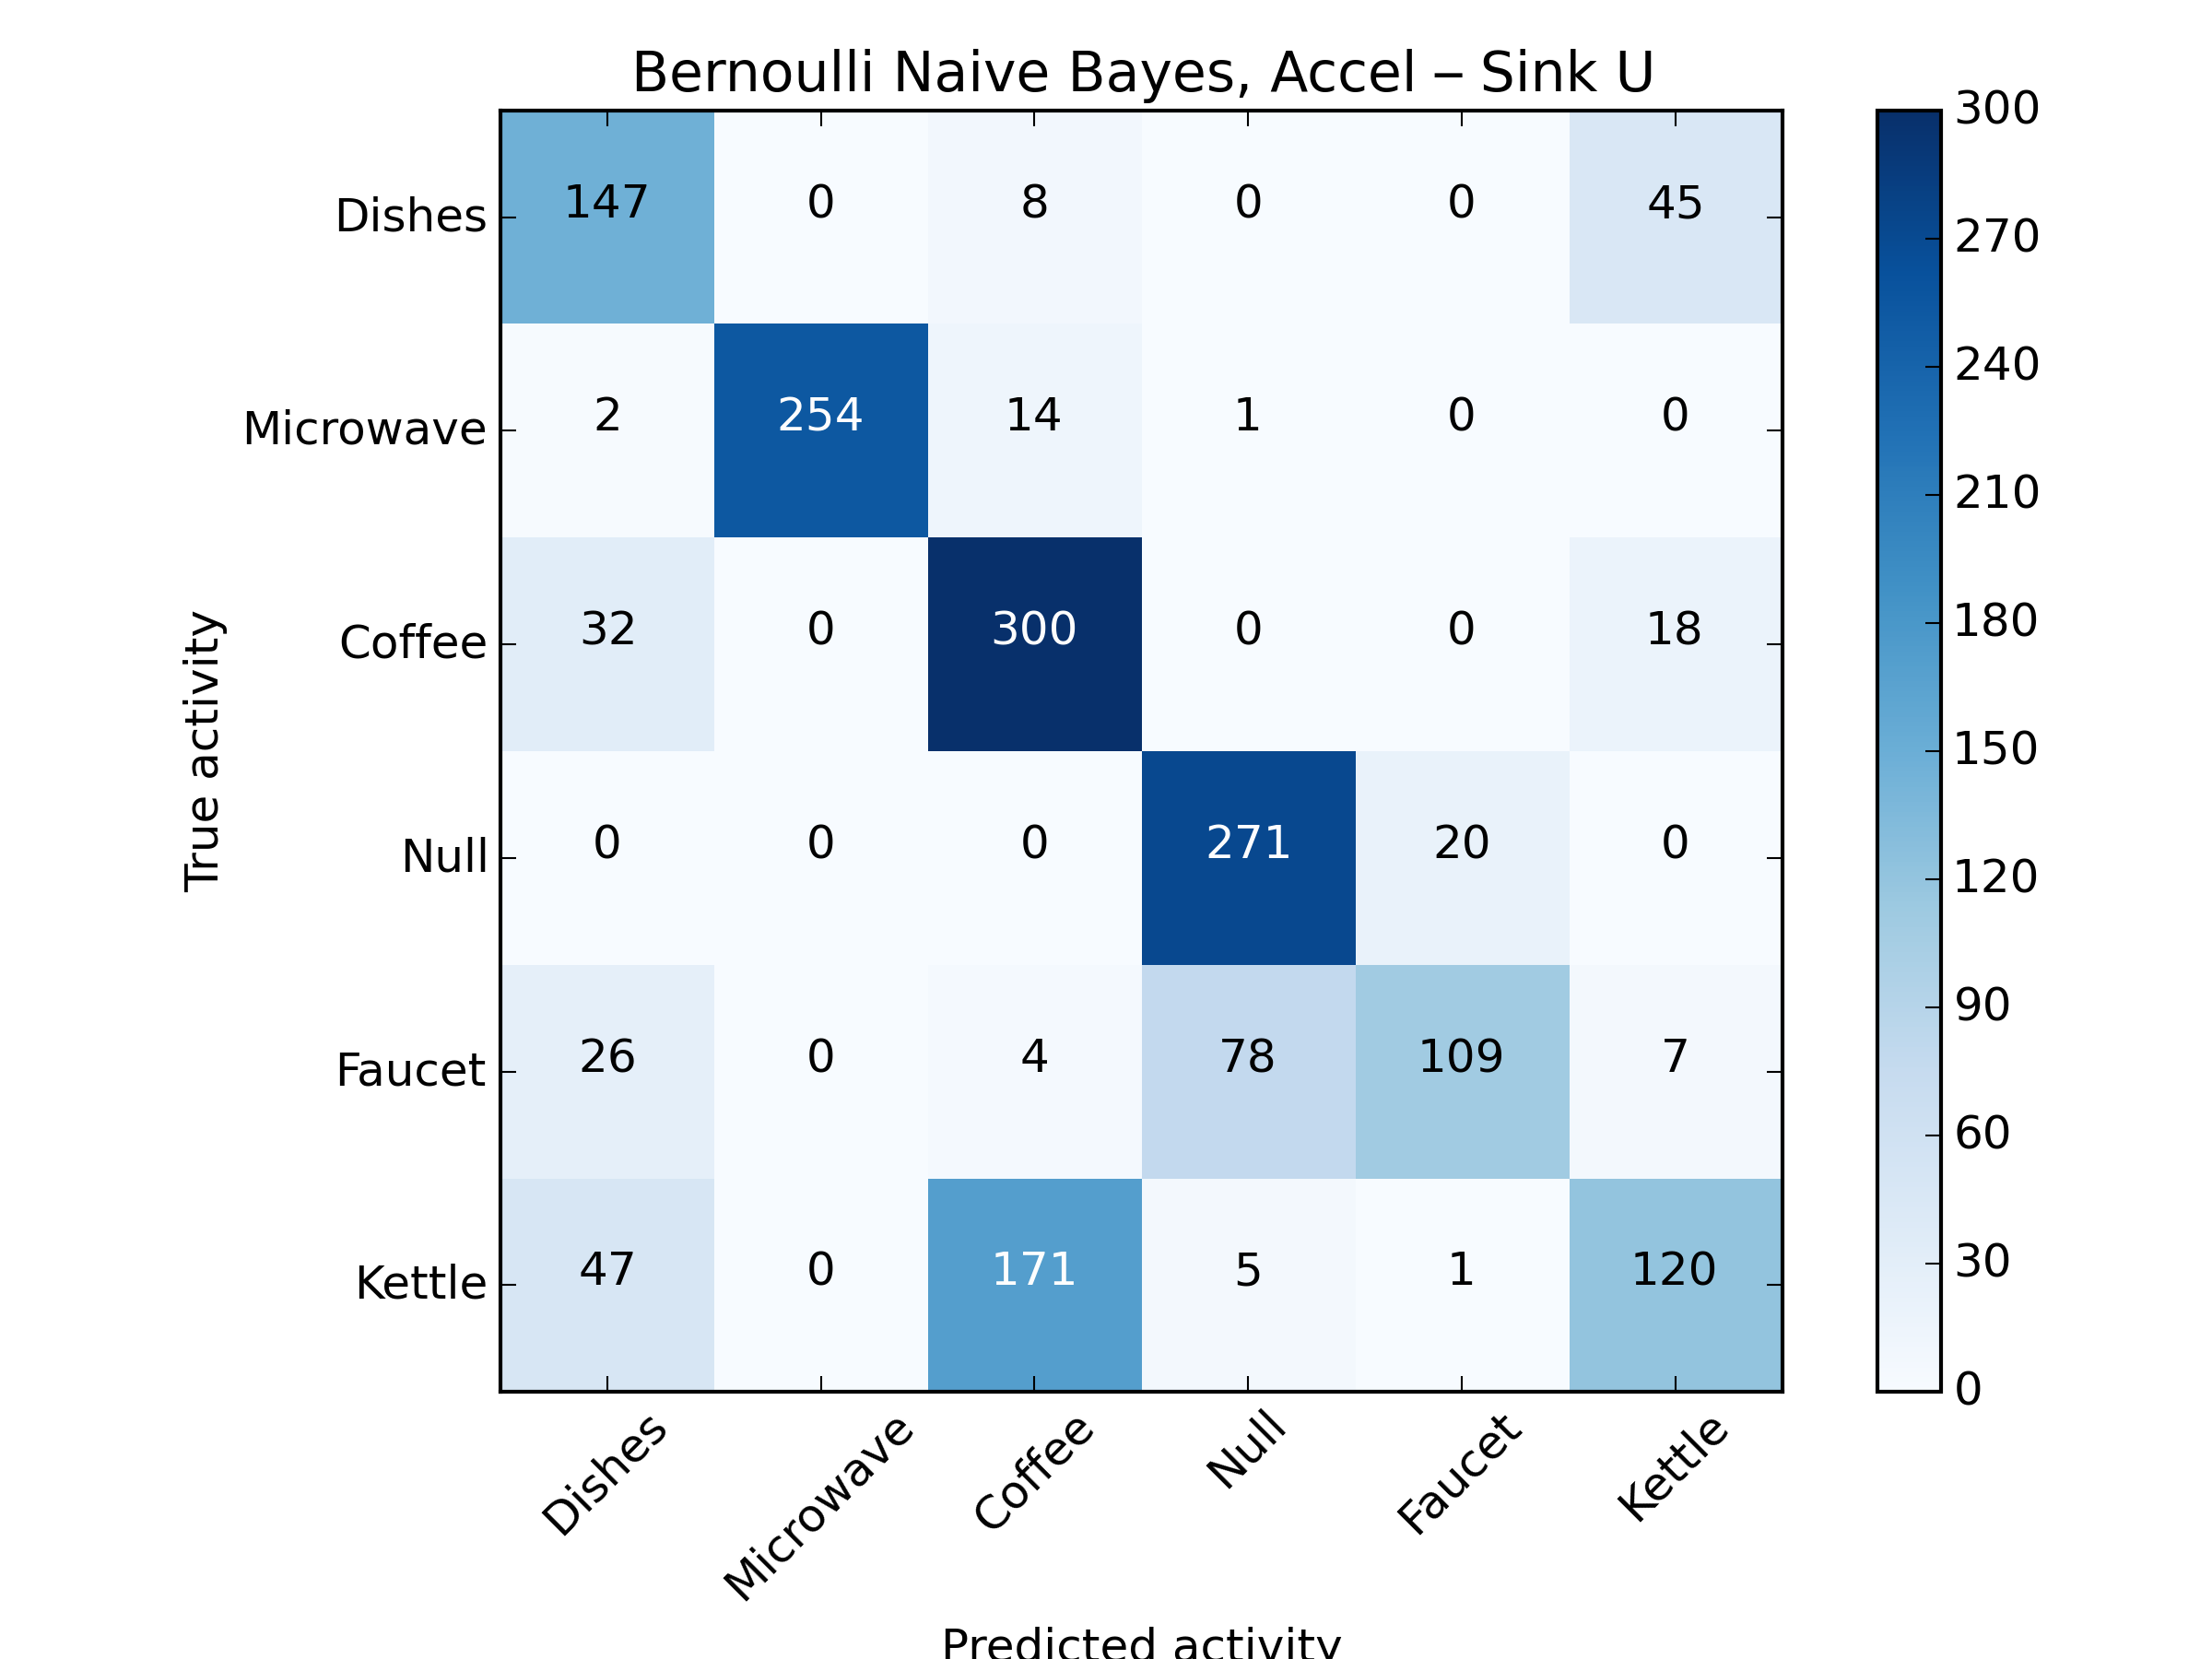 Bernoulli Naive Bayes, Accel – Sink U
300
Dishes 147 0 8 0 0 45
270
240
Microwave 2 254 14 1 0 0
210
Coffee 32 0 300 0 0 18
180
150
True activity
Null 0 0 0 271 20 0
120
90
Faucet 26 0 4 78 109 7
60
30
Kettle 47 0 171 5 1 120
0
Dishes Microwave Coffee Null Faucet Kettle
Predicted activity